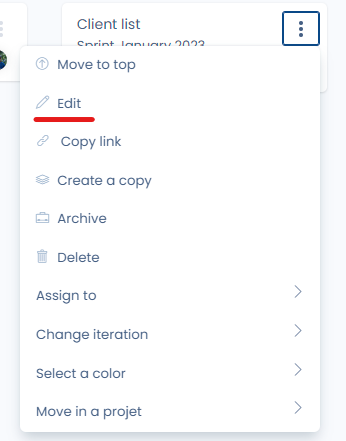 Client list
Sprint January 2023
Move to top
Edit
Copy link
Create a copy
Archive
Delete
Assign to
Change iteration
Select a color
Move in a projet